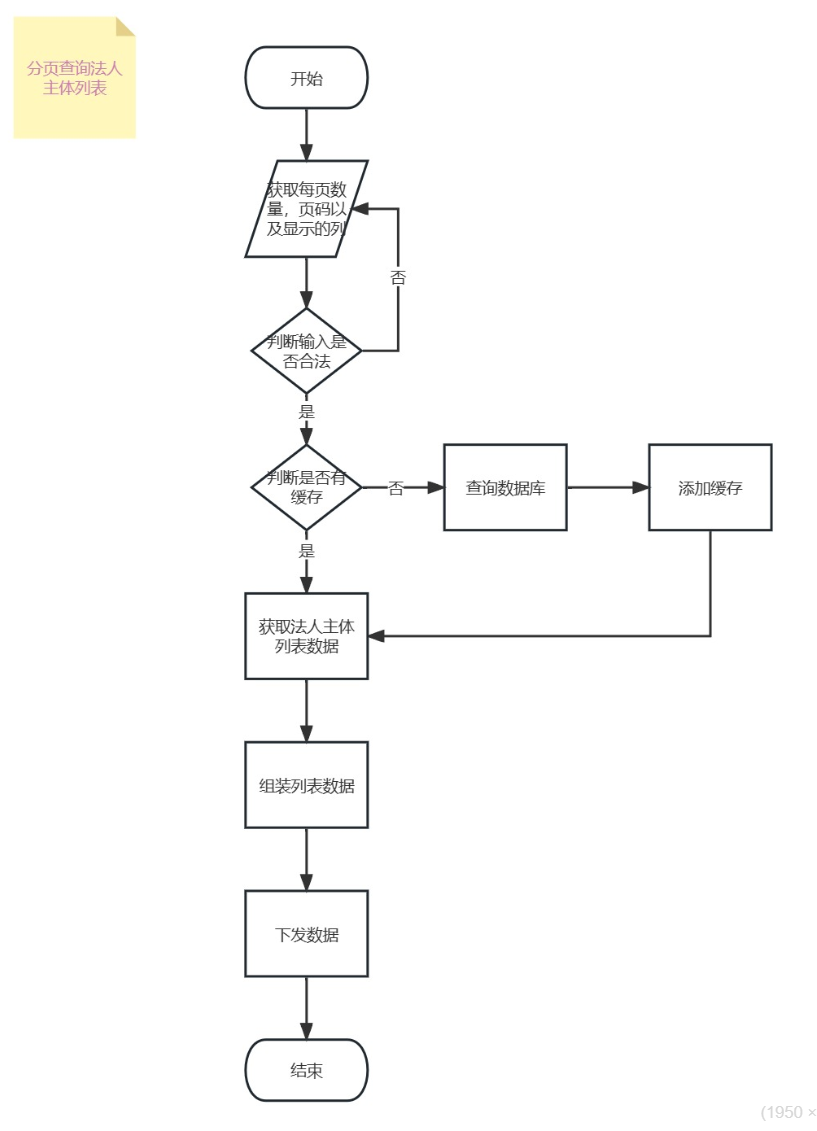 分页查询法人
主体列表
开始
获取每页数
量，页码以
及显示的列
否
判断输入是
否合法
是
判断是否有
缓存
否
查询数据库
添加缓存
是
获取法人主体
列表数据
组装列表数据
下发数据
结束
(1950 ×